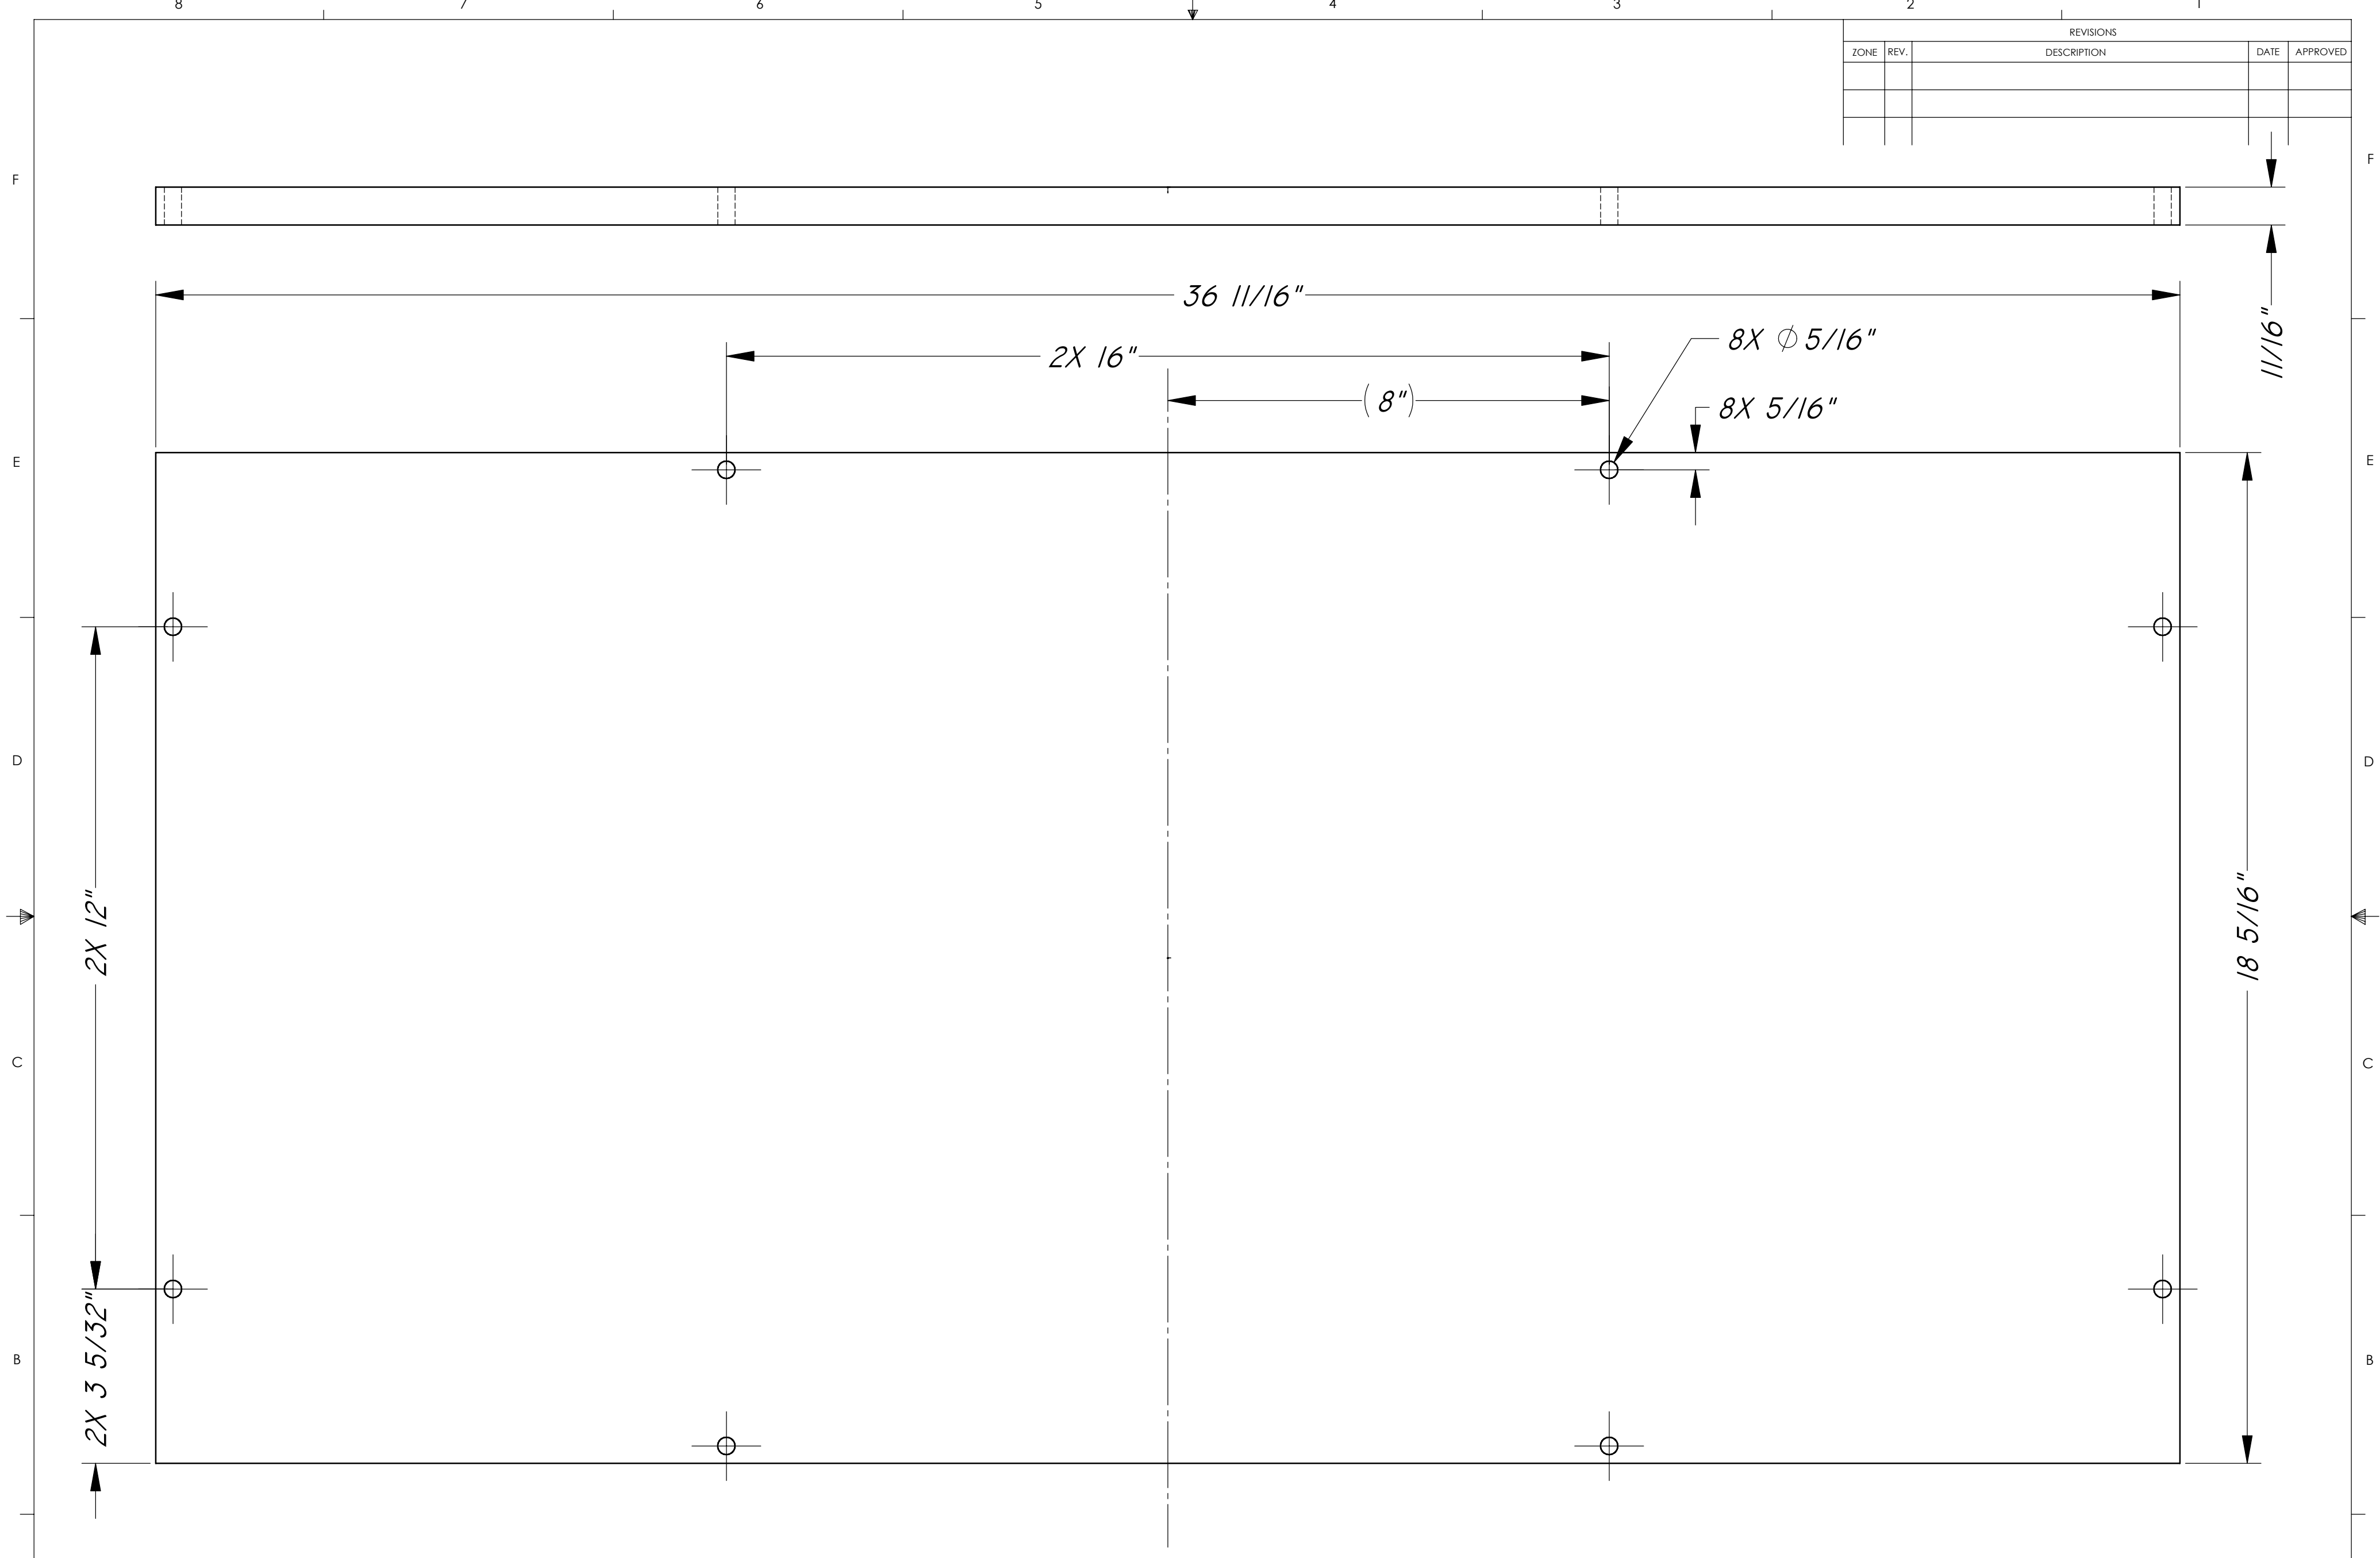 8 7 6 5 4 3 2 1
REVISIONS
ZONE REV. DESCRIPTION DATE APPROVED
F F
36 11/16"
11/16"
2X 16"
8X ∅ 5/16"
(8")
8X 5/16"
E E
D D
2X 12"
18 5/16"
C C
2X 3 5/32"
B B